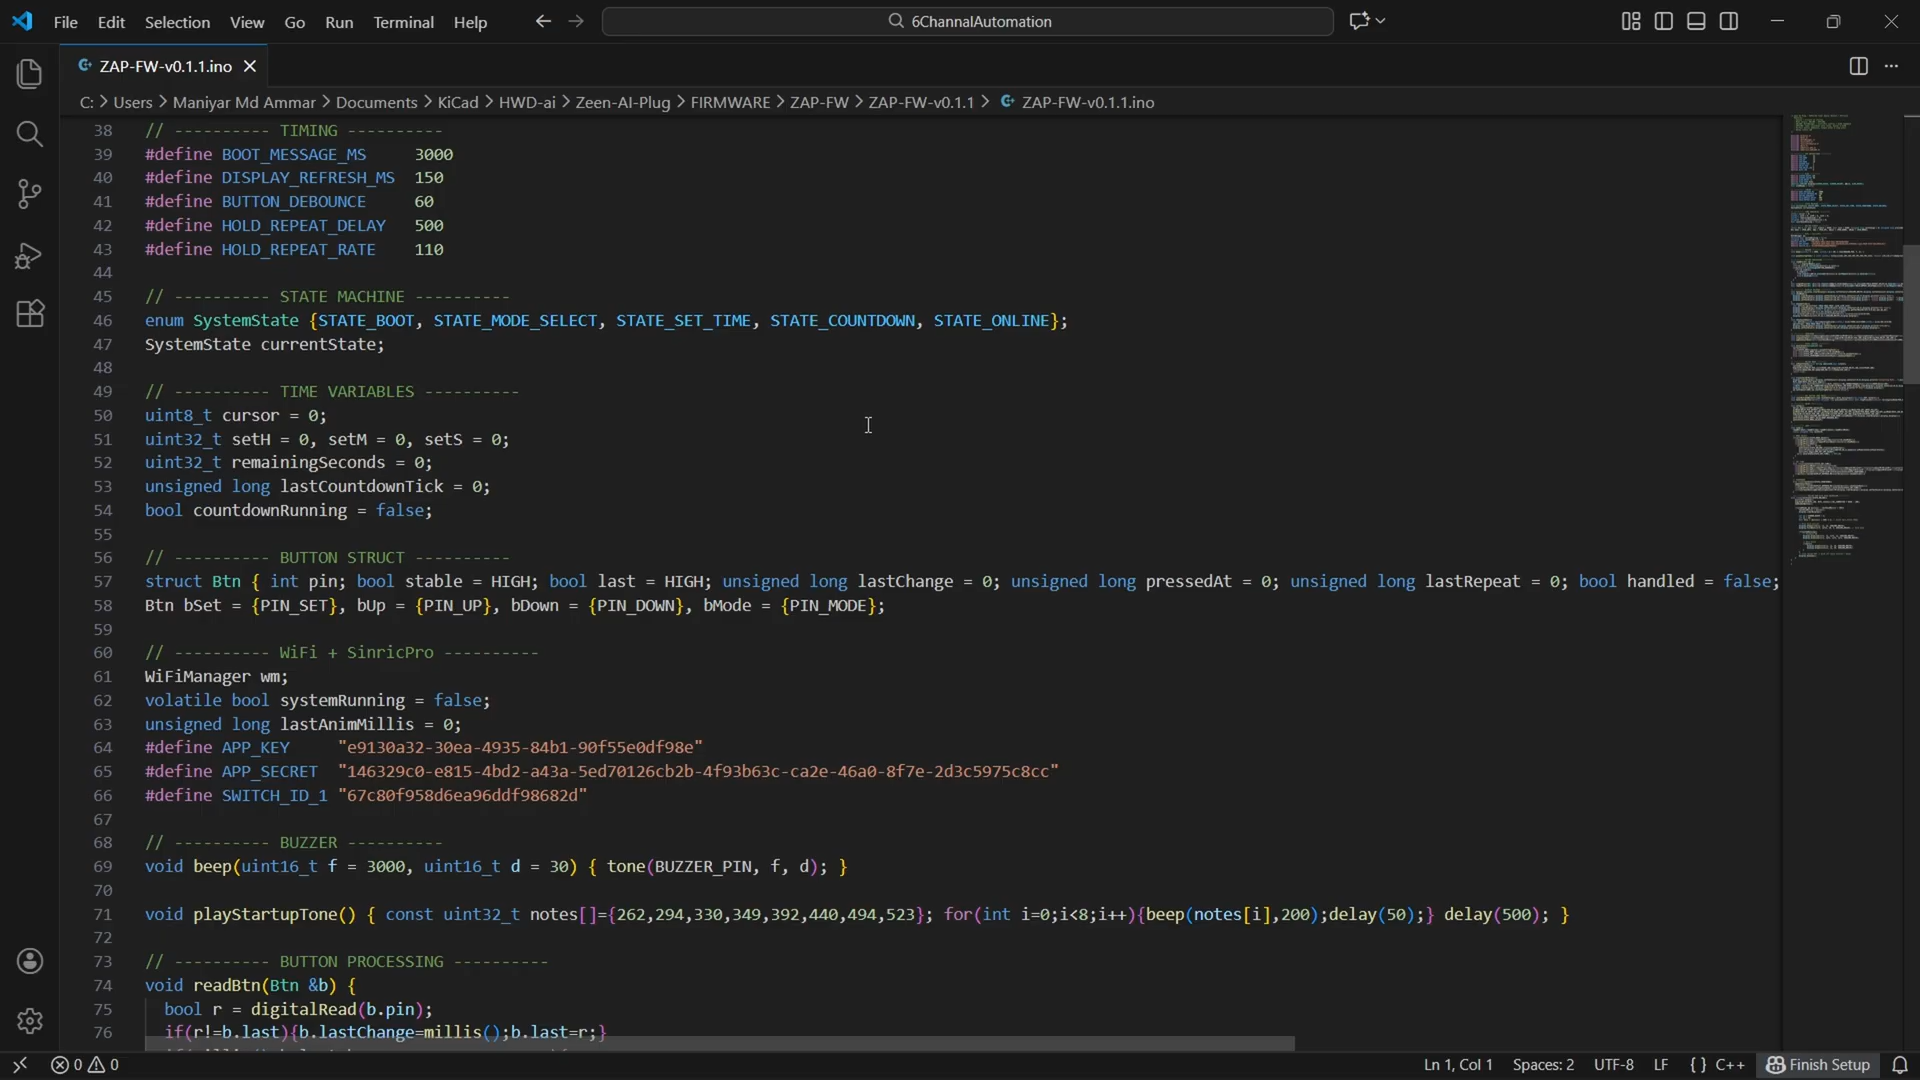 File Edit Selection View Go Run Terminal Help 6ChannalAutomation
ZAP-FW-v0.1.1.ino
C: > Users > Maniyar Md Ammar > Documents > KiCad > HWD-ai > Zeen-AI-Plug > FIRMWARE > ZAP-FW > ZAP-FW-v0.1.1 > ZAP-FW-v0.1.1.ino
38 // ---------- TIMING ----------
39 #define BOOT_MESSAGE_MS     3000
40 #define DISPLAY_REFRESH_MS  150
41 #define BUTTON_DEBOUNCE     60
42 #define HOLD_REPEAT_DELAY   500
43 #define HOLD_REPEAT_RATE    110
44
45 // ---------- STATE MACHINE ----------
46 enum SystemState {STATE_BOOT, STATE_MODE_SELECT, STATE_SET_TIME, STATE_COUNTDOWN, STATE_ONLINE};
47 SystemState currentState;
48
49 // ---------- TIME VARIABLES ----------
50 uint8_t cursor = 0;
51 uint32_t setH = 0, setM = 0, setS = 0;
52 uint32_t remainingSeconds = 0;
53 unsigned long lastCountdownTick = 0;
54 bool countdownRunning = false;
55
56 // ---------- BUTTON STRUCT ----------
57 struct Btn { int pin; bool stable = HIGH; bool last = HIGH; unsigned long lastChange = 0; unsigned long pressedAt = 0; unsigned long lastRepeat = 0; bool handled = false;
58 Btn bSet = {PIN_SET}, bUp = {PIN_UP}, bDown = {PIN_DOWN}, bMode = {PIN_MODE};
59
60 // ---------- WiFi + SinricPro ----------
61 WiFiManager wm;
62 volatile bool systemRunning = false;
63 unsigned long lastAnimMillis = 0;
64 #define APP_KEY     "e9130a32-30ea-4935-84b1-90f55e0df98e"
65 #define APP_SECRET  "146329c0-e815-4bd2-a43a-5ed70126cb2b-4f93b63c-ca2e-46a0-8f7e-2d3c5975c8cc"
66 #define SWITCH_ID_1 "67c80f958d6ea96ddf98682d"
67
68 // ---------- BUZZER ----------
69 void beep(uint16_t f = 3000, uint16_t d = 30) { tone(BUZZER_PIN, f, d); }
70
71 void playStartupTone() { const uint32_t notes[]={262,294,330,349,392,440,494,523}; for(int i=0;i<8;i++){beep(notes[i],200);delay(50);} delay(500); }
72
73 // ---------- BUTTON PROCESSING ----------
74 void readBtn(Btn &b) {
75   bool r = digitalRead(b.pin);
76   if(r!=b.last){b.lastChange=millis();b.last=r;}
0 0 Ln 1, Col 1 Spaces: 2 UTF-8 LF {} C++ Finish Setup